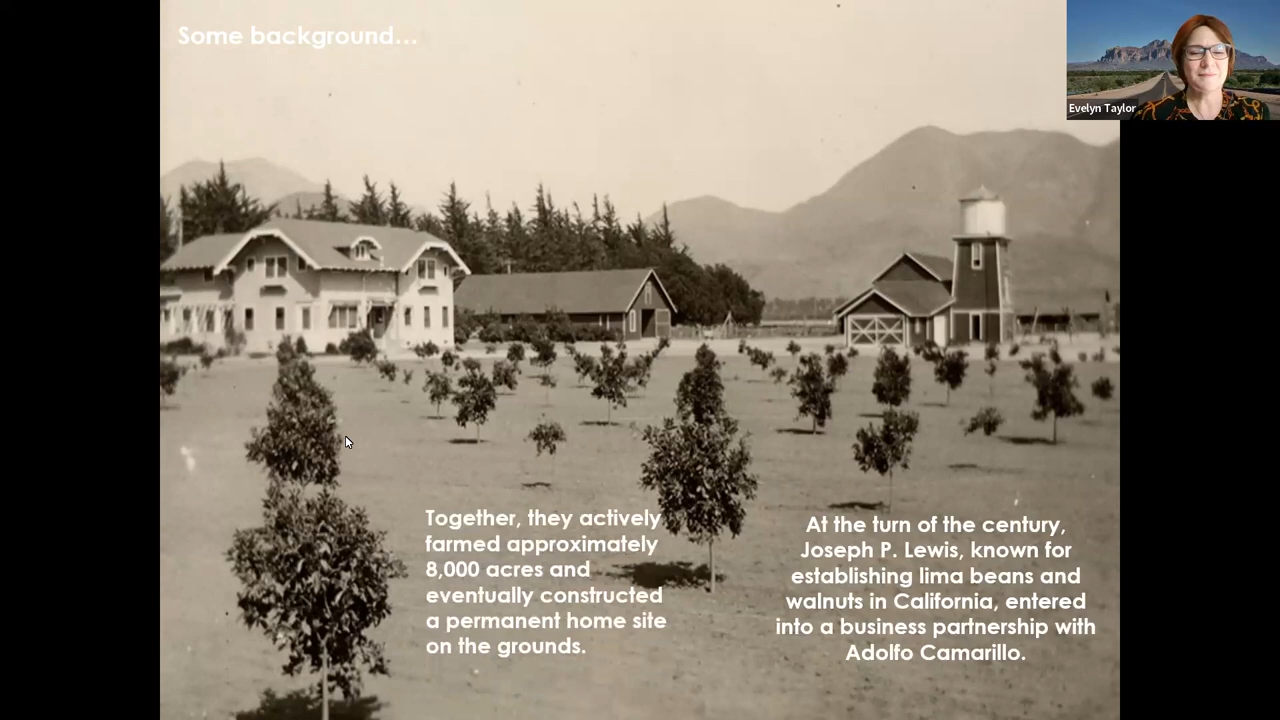 Some background...
Evelyn Taylor
Together, they actively
farmed approximately
8,000 acres and
eventually constructed
a permanent home site
on the grounds.
At the turn of the century,
Joseph P. Lewis, known for
establishing lima beans and
walnuts in California, entered
into a business partnership with
Adolfo Camarillo.